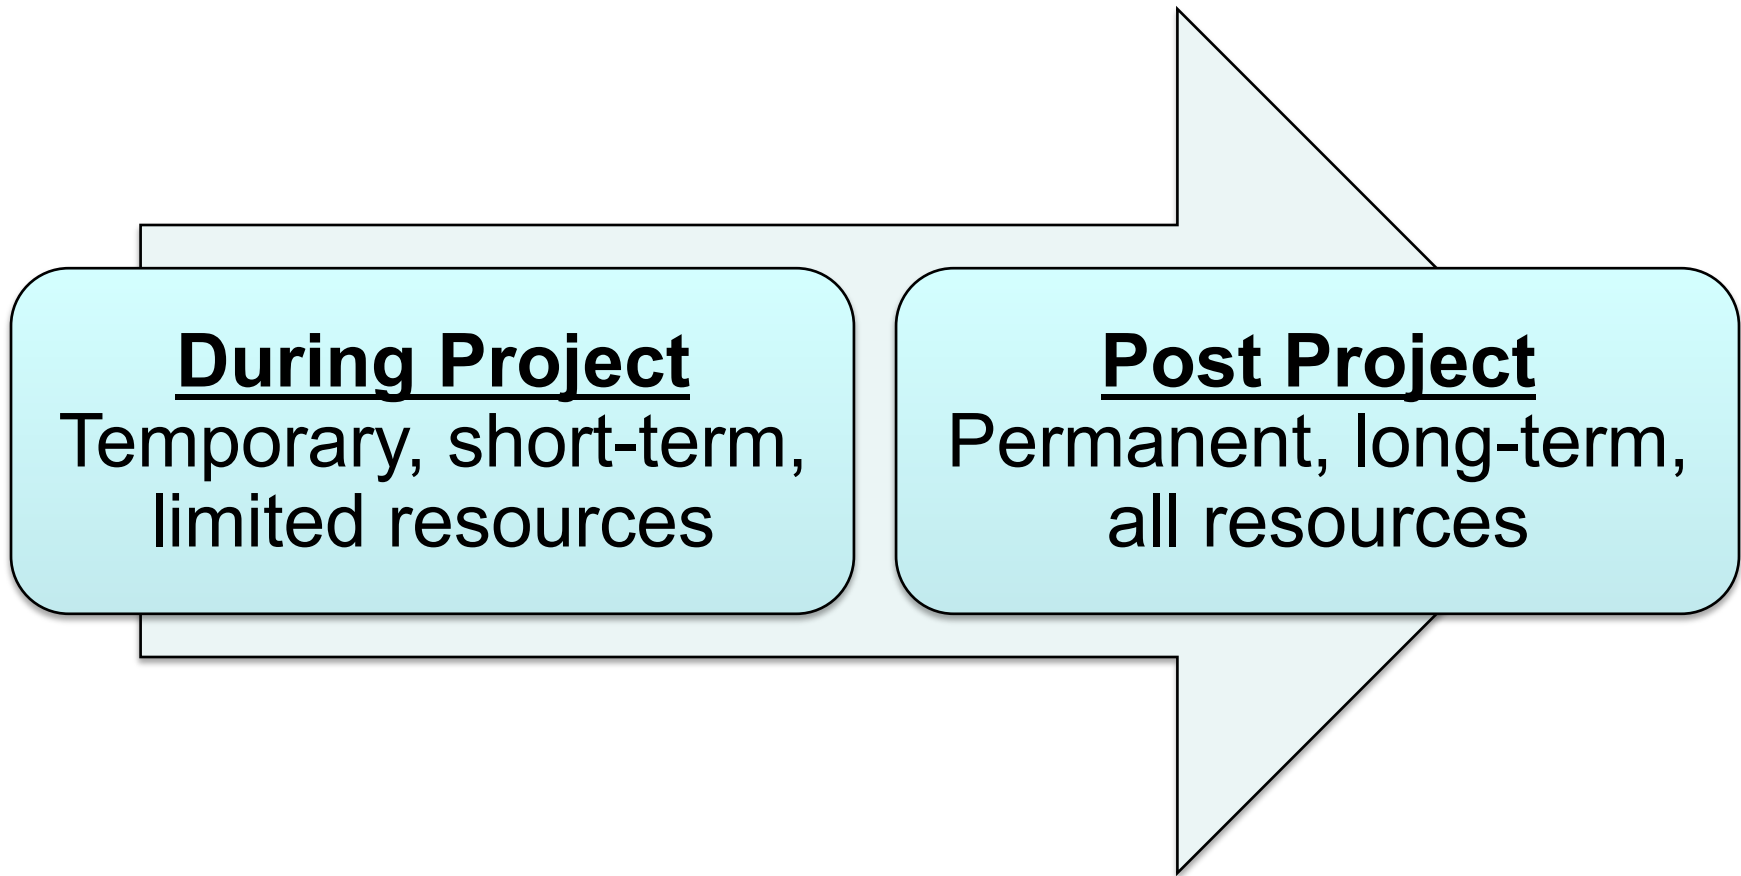 During Project
Temporary, short-term,
limited resources
Post Project
Permanent, long-term,
all resources